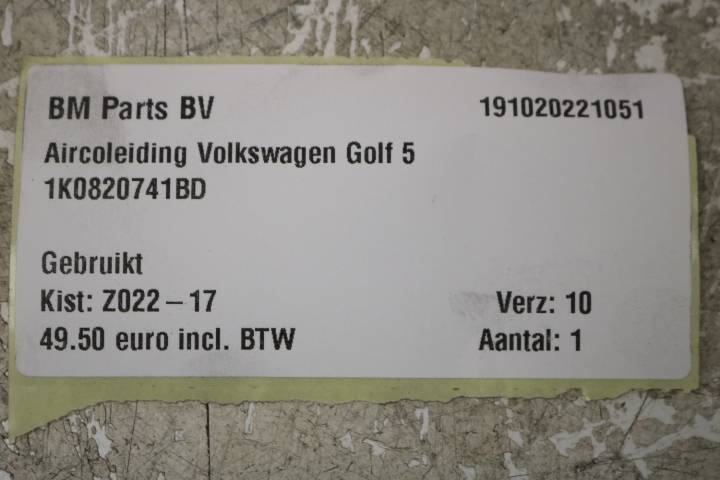 BM Parts BV 191020221051
Aircoleiding Volkswagen Golf 5
1K0820741BD
Gebruikt
Kist: Z022 – 17 Verz: 10
49.50 euro incl. BTW Aantal: 1